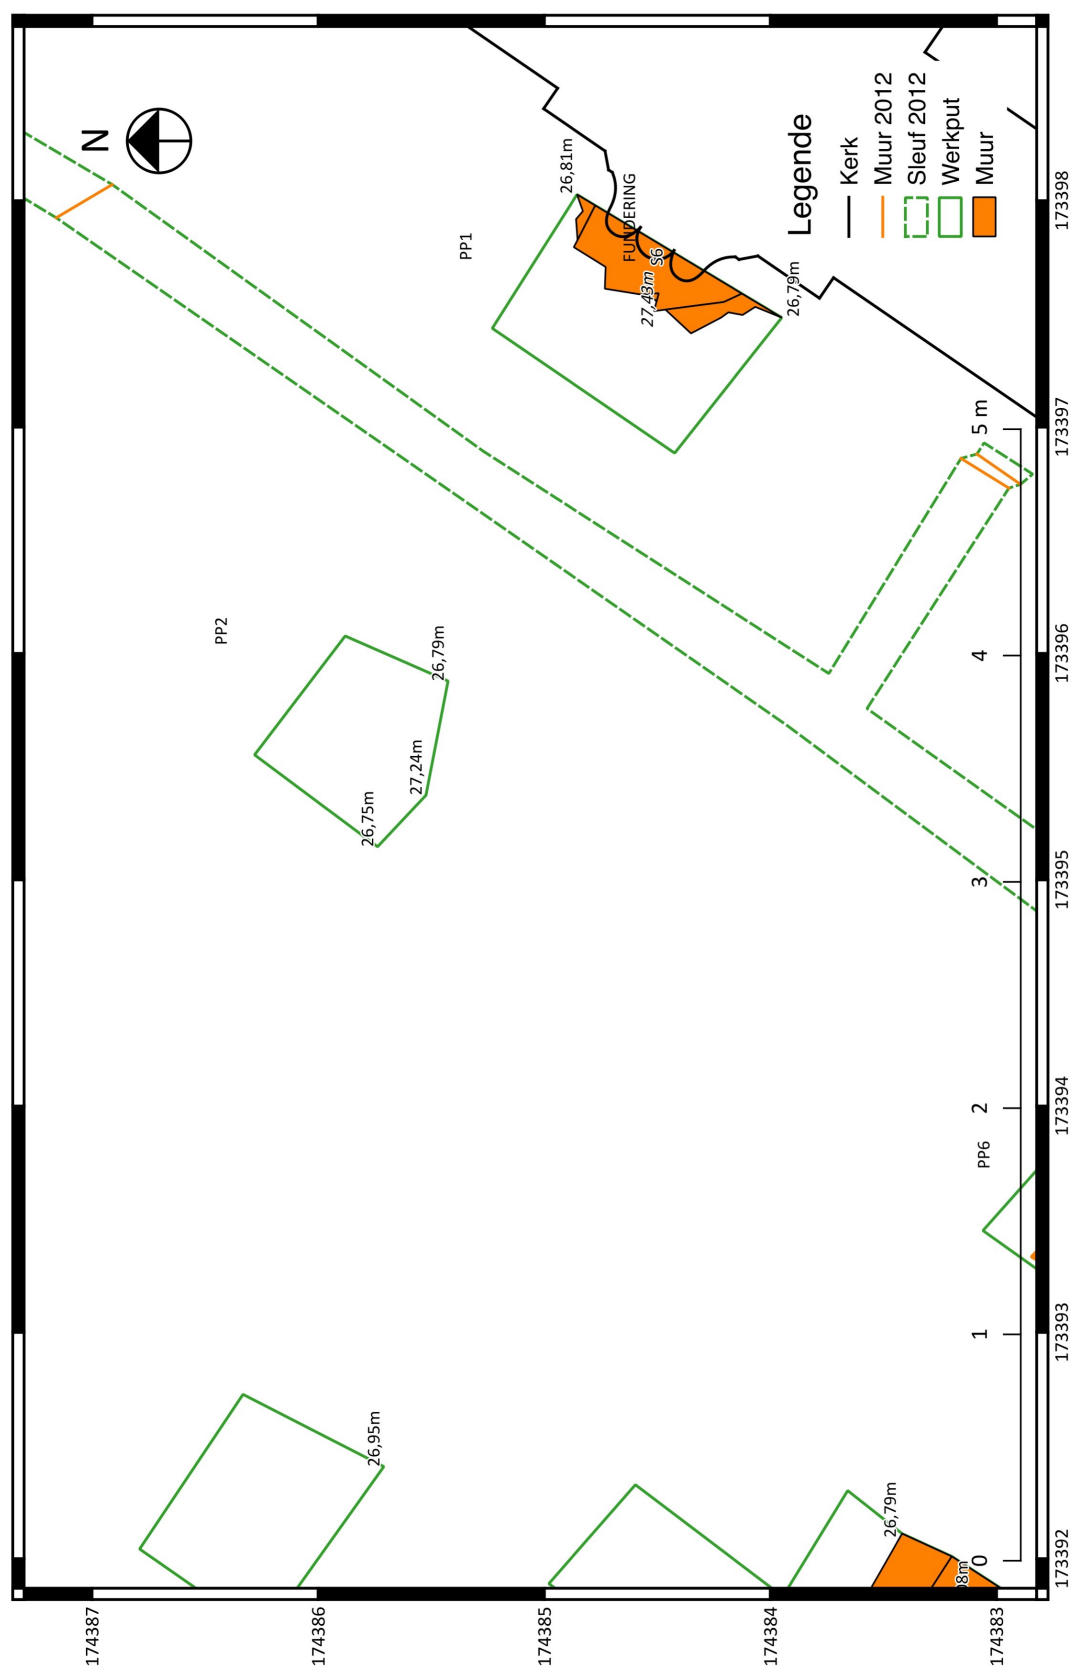 N
PP1
PP2
26,81m
FUNDERING
S6
27,43m
26,79m
26,79m
27,24m
26,75m
26,95m
26,79m
08m
PP6
Legende
Kerk
Muur 2012
Sleuf 2012
Werkput
Muur
0
1
2
3
4
5 m
174387
174386
174385
174384
174383
173392
173393
173394
173395
173396
173397
173398